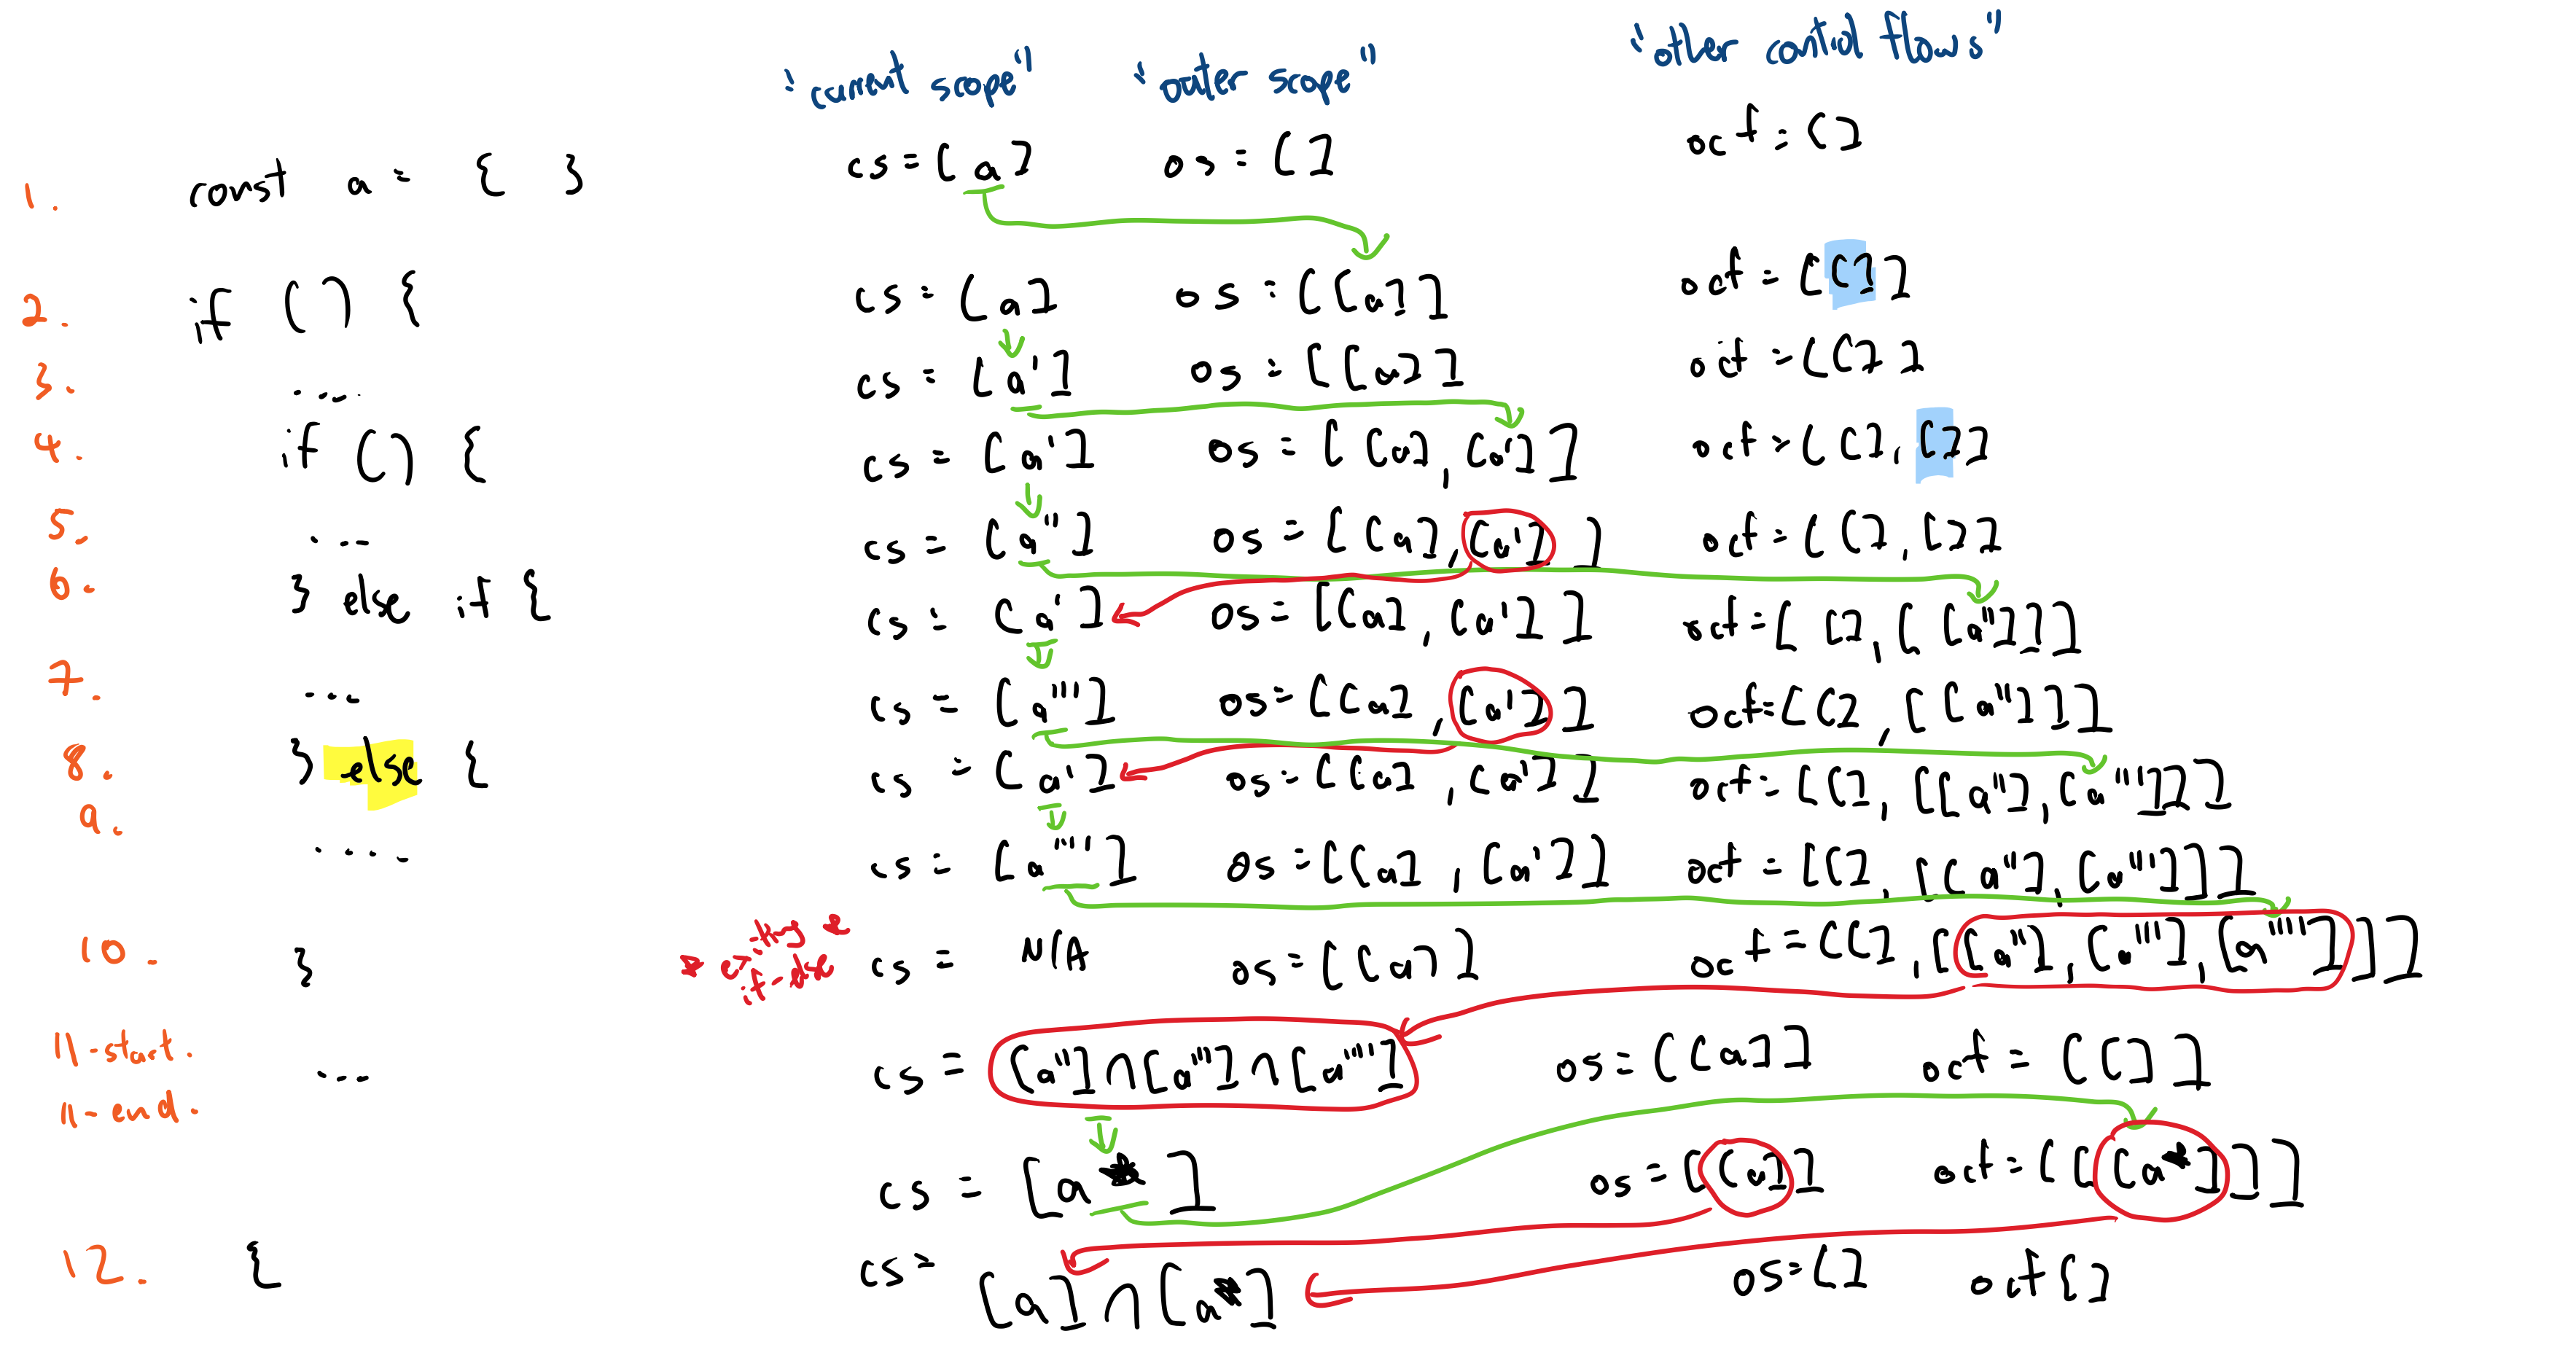 "current scope" "outer scope" "other control flows"
1. const a = { } cs = [a] os = [] ocf = []
2. if () { cs = [a] os = [[a]] ocf = [[]]
3. .... cs = [a'] os = [[a]] ocf = [[]]
4. if () { cs = [a'] os = [[a], [a']] ocf = [[], []]
5. ... cs = [a''] os = [[a], [a']] ocf = [[], []]
6. } else if { cs = [a'] os = [[a], [a']] ocf = [[], [[a'']]]
7. ... cs = [a'''] os = [[a], [a']] ocf = [[], [[a'']]]
8. } else { cs = [a'] os = [[a], [a']] ocf = [[], [[a''], [a''']]]
9. .... cs = [a''''] os = [[a], [a']] ocf = [[], [[a''], [a''']]]
10. } * exiting if-else cs = N/A os = [[a]] ocf = [[], [[a''], [a'''], [a'''']]]
11-start. ... cs = [a''] ∩ [a'''] ∩ [a''''] os = [[a]] ocf = [[]]
11-end. cs = [a*] os = [[a]] ocf = [[[a*]]]
12. { cs = [a] ∩ [a*] os = [] ocf []